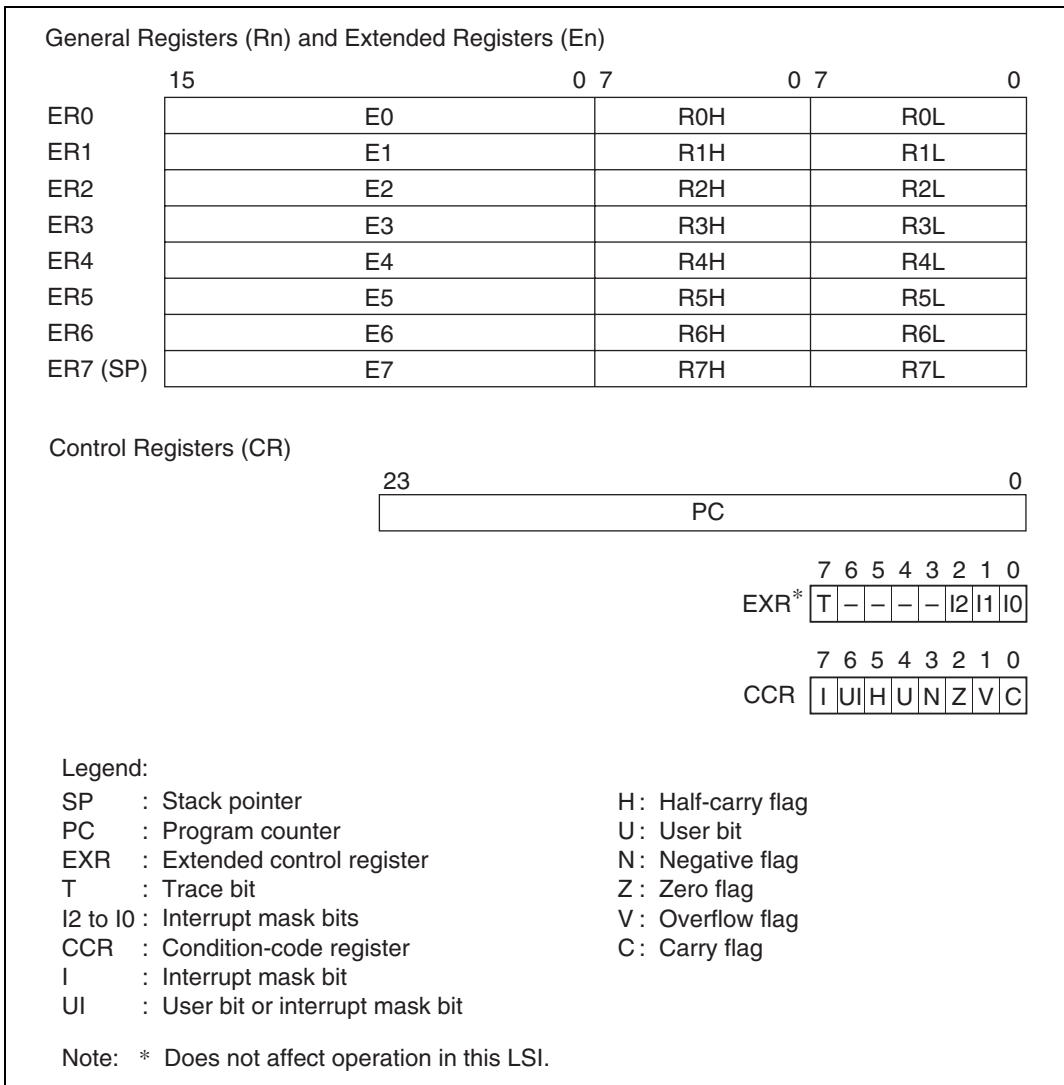 General Registers (Rn) and Extended Registers (En)
15 0 7 0 7 0
ER0 E0 R0H R0L
ER1 E1 R1H R1L
ER2 E2 R2H R2L
ER3 E3 R3H R3L
ER4 E4 R4H R4L
ER5 E5 R5H R5L
ER6 E6 R6H R6L
ER7 (SP) E7 R7H R7L
Control Registers (CR)
23 0
PC
7 6 5 4 3 2 1 0
EXR* T – – – – I2 I1 I0
7 6 5 4 3 2 1 0
CCR I UI H U N Z V C
Legend:
SP : Stack pointer
PC : Program counter
EXR : Extended control register
T : Trace bit
I2 to I0 : Interrupt mask bits
CCR : Condition-code register
I : Interrupt mask bit
UI : User bit or interrupt mask bit
H : Half-carry flag
U : User bit
N : Negative flag
Z : Zero flag
V : Overflow flag
C : Carry flag
Note: * Does not affect operation in this LSI.